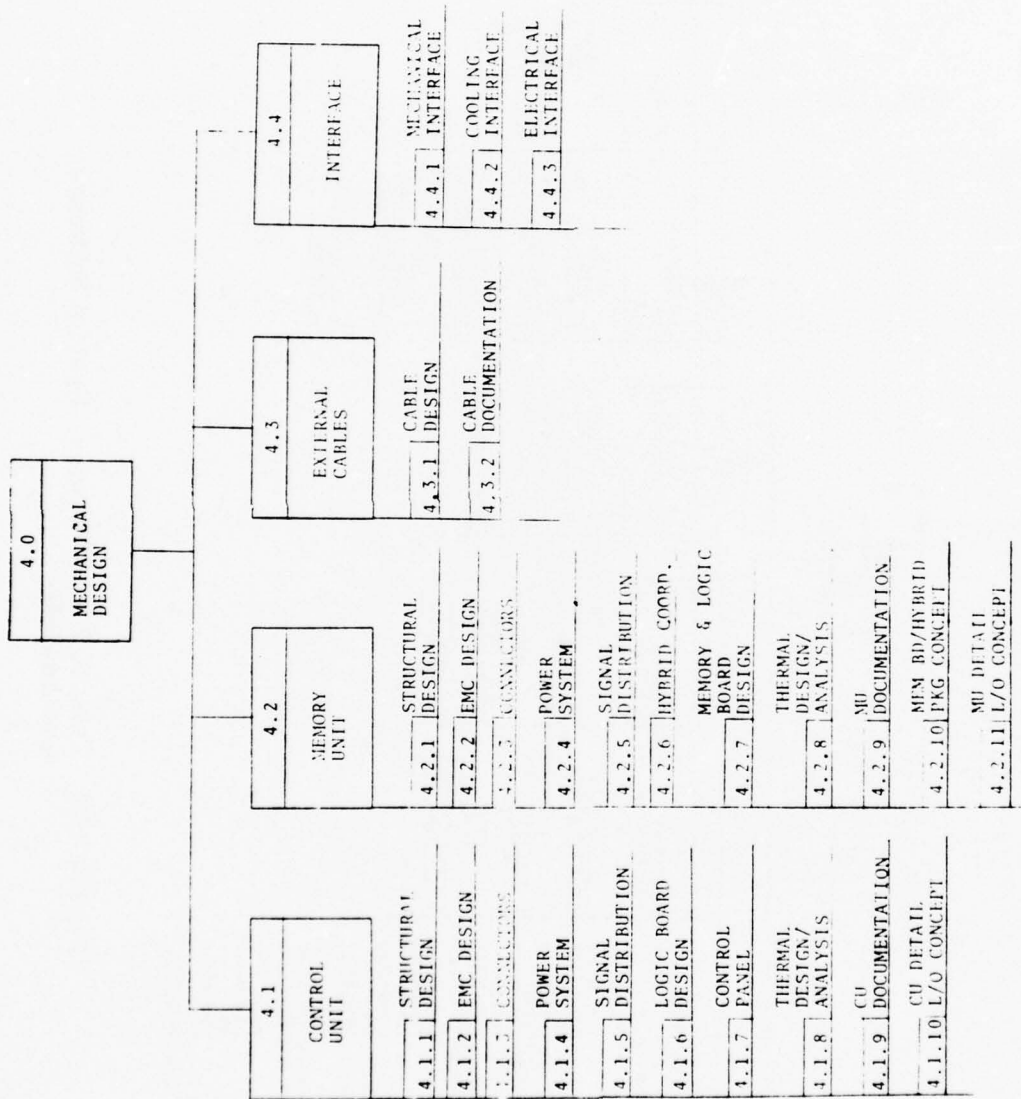 4.0
MECHANICAL
DESIGN
4.1
CONTROL
UNIT
4.1.1 STRUCTURAL
DESIGN
4.1.2 EMC DESIGN
4.1.3 CONNECTORS
4.1.4 POWER
SYSTEM
4.1.5 SIGNAL
DISTRIBUTION
4.1.6 LOGIC BOARD
DESIGN
4.1.7 CONTROL
PANEL
4.1.8 THERMAL
DESIGN/
ANALYSIS
4.1.9 CU
DOCUMENTATION
4.1.10 CU DETAIL
L/O CONCEPT
4.2
MEMORY
UNIT
4.2.1 STRUCTURAL
DESIGN
4.2.2 EMC DESIGN
4.2.3 CONNECTORS
4.2.4 POWER
SYSTEM
4.2.5 SIGNAL
DISTRIBUTION
4.2.6 HYBRID COORD.
4.2.7 MEMORY & LOGIC
BOARD
DESIGN
4.2.8 THERMAL
DESIGN/
ANALYSIS
4.2.9 MU
DOCUMENTATION
4.2.10 MEM BD/HYBRID
PKG CONCEPT
4.2.11 MU DETAIL
L/O CONCEPT
4.3
EXTERNAL
CABLES
4.3.1 CABLE
DESIGN
4.3.2 CABLE
DOCUMENTATION
4.4
INTERFACE
4.4.1 MECHANICAL
INTERFACE
4.4.2 COOLING
INTERFACE
4.4.3 ELECTRICAL
INTERFACE